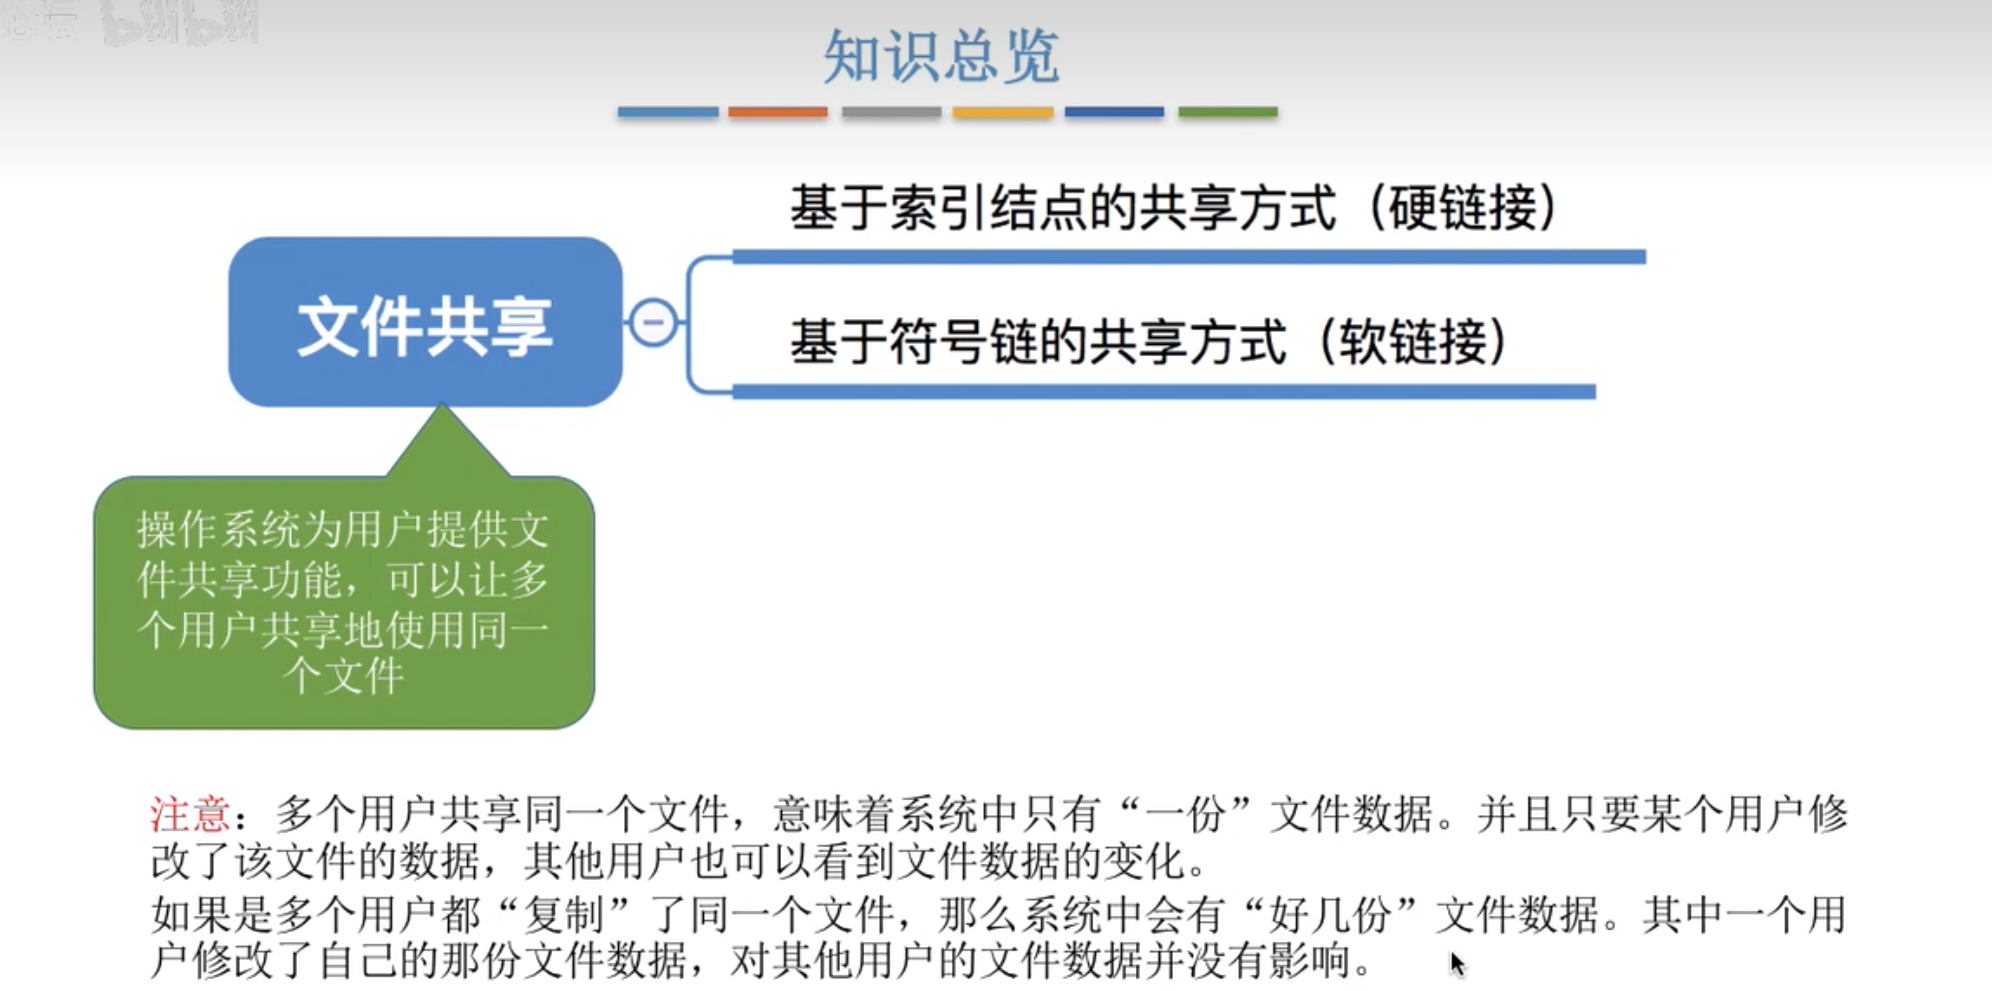 bilibili
知识总览
基于索引结点的共享方式（硬链接）
文件共享
基于符号链的共享方式（软链接）
操作系统为用户提供文
件共享功能，可以让多
个用户共享地使用同一
个文件
注意：多个用户共享同一个文件，意味着系统中只有“一份”文件数据。并且只要某个用户修
改了该文件的数据，其他用户也可以看到文件数据的变化。
如果是多个用户都“复制”了同一个文件，那么系统中会有“好几份”文件数据。其中一个用
户修改了自己的那份文件数据，对其他用户的文件数据并没有影响。